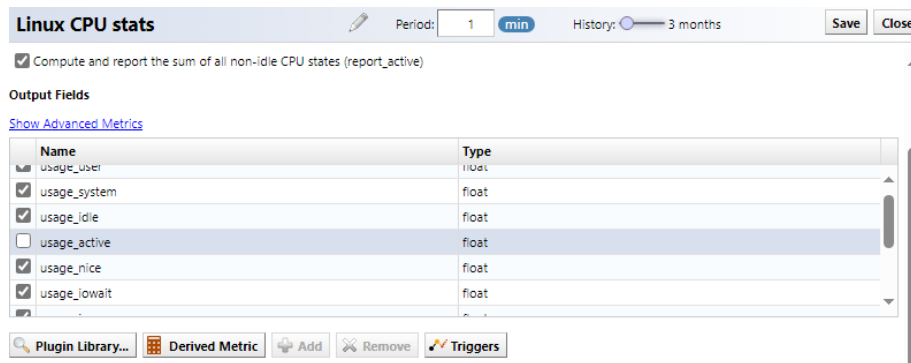 Linux CPU stats Period: 1 min History: 3 months Save Close
Compute and report the sum of all non-idle CPU states (report_active)
Output Fields
Show Advanced Metrics
Name Type
usage_user float
usage_system float
usage_idle float
usage_active float
usage_nice float
usage_iowait float
Plugin Library... Derived Metric Add Remove Triggers